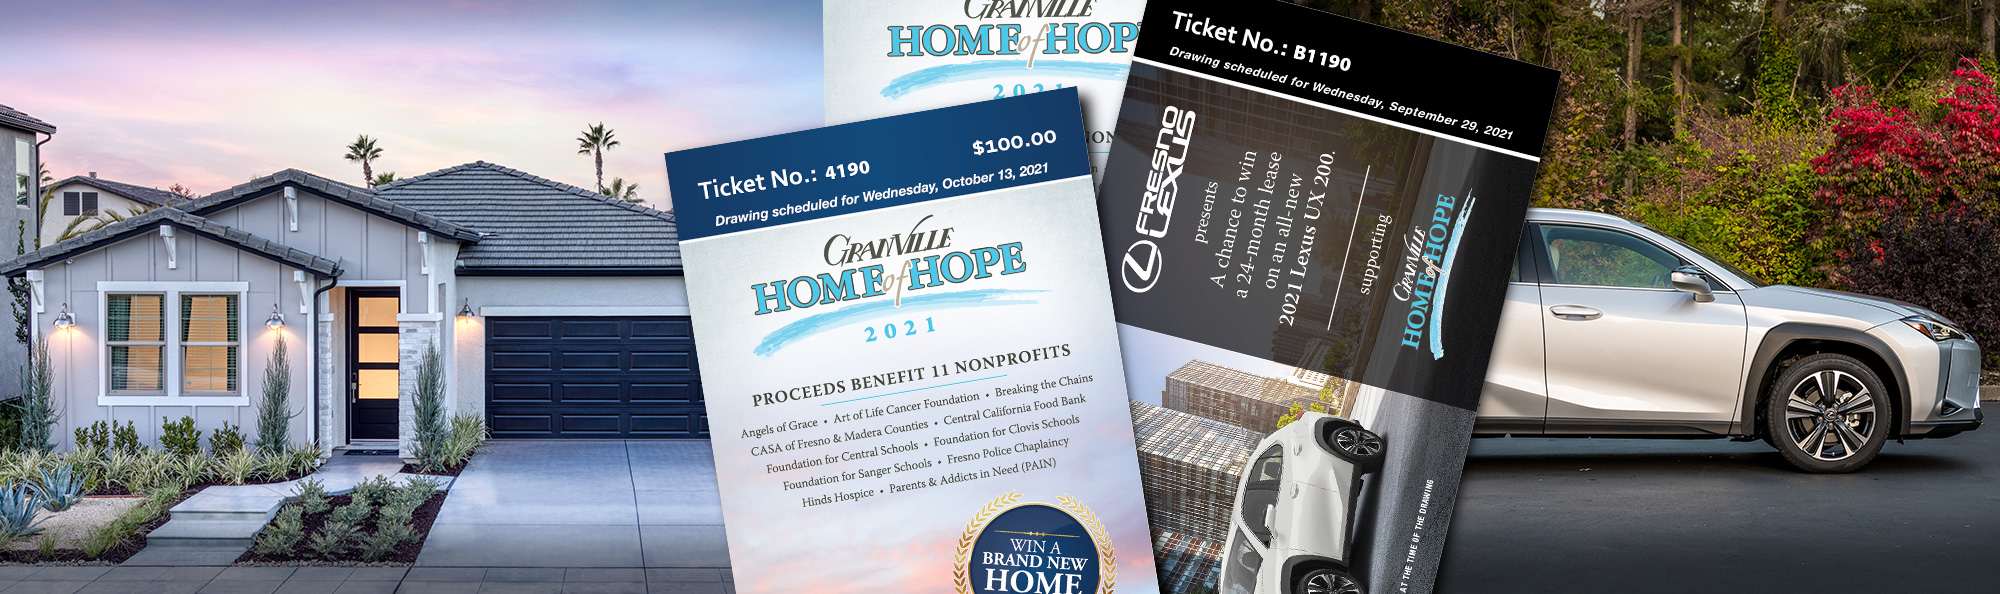 GRANVILLE
HOME of HOP
2021
Ticket No.: 4190
$100.00
Drawing scheduled for Wednesday, October 13, 2021
GRANVILLE
HOME of HOPE
2021
PROCEEDS BENEFIT 11 NONPROFITS
Angels of Grace • Art of Life Cancer Foundation • Breaking the Chains
CASA of Fresno & Madera Counties • Central California Food Bank
Foundation for Central Schools • Foundation for Clovis Schools
Foundation for Sanger Schools • Fresno Police Chaplaincy
Hinds Hospice • Parents & Addicts in Need (PAIN)
WIN A
BRAND NEW
HOME
Ticket No.: B1190
Drawing scheduled for Wednesday, September 29, 2021
FRESNO
LEXUS
presents
A chance to win
a 24-month lease
on an all-new
2021 Lexus UX 200.
supporting
GRANVILLE
HOME of HOPE
AT THE TIME OF THE DRAWING